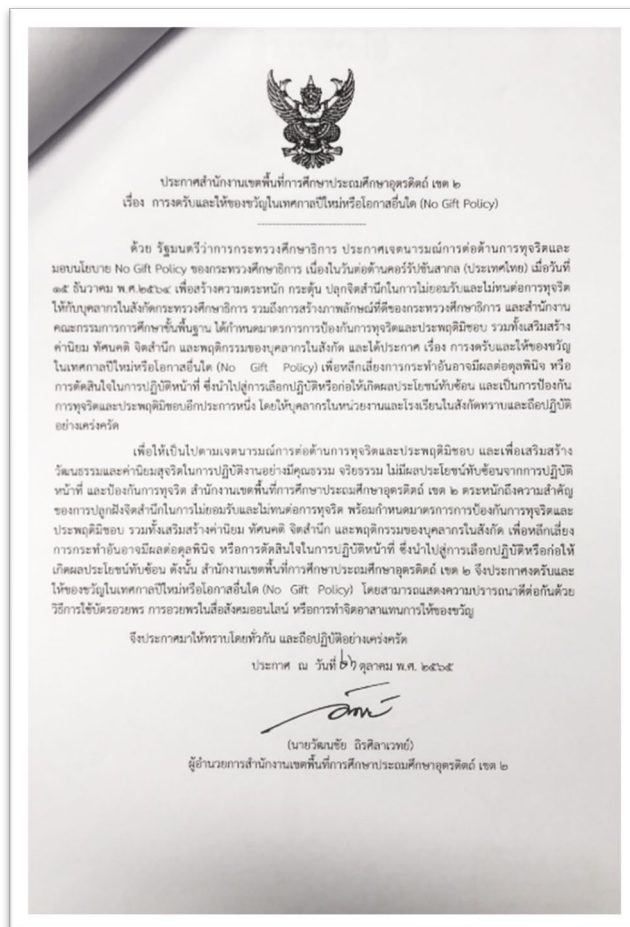 ประกาศสำนักงานเขตพื้นที่การศึกษาประถมศึกษาอุตรดิตถ์ เขต ๒
เรื่อง การงดรับและให้ของขวัญในเทศกาลปีใหม่หรือโอกาสอื่นใด (No Gift Policy)
ด้วย รัฐมนตรีว่าการกระทรวงศึกษาธิการ ประกาศเจตนารมณ์การต่อต้านการทุจริตและ
มอบนโยบาย No Gift Policy ของกระทรวงศึกษาธิการ เนื่องในวันต่อต้านคอร์รัปชันสากล (ประเทศไทย) เมื่อวันที่
๑๕ ธันวาคม พ.ศ.๒๕๖๔ เพื่อสร้างความตระหนัก กระตุ้น ปลุกจิตสำนึกในการไม่ยอมรับและไม่ทนต่อการทุจริต
ให้กับบุคลากรในสังกัดกระทรวงศึกษาธิการ รวมถึงการสร้างภาพลักษณ์ที่ดีของกระทรวงศึกษาธิการ และสำนักงาน
คณะกรรมการการศึกษาขั้นพื้นฐาน ได้กำหนดมาตรการการป้องกันการทุจริตและประพฤติมิชอบ รวมทั้งเสริมสร้าง
ค่านิยม ทัศนคติ จิตสำนึก และพฤติกรรมของบุคลากรในสังกัด และได้ประกาศ เรื่อง การงดรับและให้ของขวัญ
ในเทศกาลปีใหม่หรือโอกาสอื่นใด (No Gift Policy) เพื่อหลีกเลี่ยงการกระทำอันอาจมีผลต่อดุลพินิจ หรือ
การตัดสินใจในการปฏิบัติหน้าที่ ซึ่งนำไปสู่การเลือกปฏิบัติหรือก่อให้เกิดผลประโยชน์ทับซ้อน และเป็นการป้องกัน
การทุจริตและประพฤติมิชอบอีกประการหนึ่ง โดยให้บุคลากรในหน่วยงานและโรงเรียนในสังกัดทราบและถือปฏิบัติ
อย่างเคร่งครัด
เพื่อให้เป็นไปตามเจตนารมณ์การต่อต้านการทุจริตและประพฤติมิชอบ และเพื่อเสริมสร้าง
วัฒนธรรมและค่านิยมสุจริตในการปฏิบัติงานอย่างมีคุณธรรม จริยธรรม ไม่มีผลประโยชน์ทับซ้อนจากการปฏิบัติ
หน้าที่ และป้องกันการทุจริต สำนักงานเขตพื้นที่การศึกษาประถมศึกษาอุตรดิตถ์ เขต ๒ ตระหนักถึงความสำคัญ
ของการปลูกฝังจิตสำนึกในการไม่ยอมรับและไม่ทนต่อการทุจริต พร้อมกำหนดมาตรการการป้องกันการทุจริตและ
ประพฤติมิชอบ รวมทั้งเสริมสร้างค่านิยม ทัศนคติ จิตสำนึก และพฤติกรรมของบุคลากรในสังกัด เพื่อหลีกเลี่ยง
การกระทำอันอาจมีผลต่อดุลพินิจ หรือการตัดสินใจในการปฏิบัติหน้าที่ ซึ่งนำไปสู่การเลือกปฏิบัติหรือก่อให้
เกิดผลประโยชน์ทับซ้อน ดังนั้น สำนักงานเขตพื้นที่การศึกษาประถมศึกษาอุตรดิตถ์ เขต ๒ จึงประกาศงดรับและ
ให้ของขวัญในเทศกาลปีใหม่หรือโอกาสอื่นใด (No Gift Policy) โดยสามารถแสดงความปรารถนาดีต่อกันด้วย
วิธีการใช้บัตรอวยพร การอวยพรในสื่อสังคมออนไลน์ หรือการทำจิตอาสาแทนการให้ของขวัญ
จึงประกาศมาให้ทราบโดยทั่วกัน และถือปฏิบัติอย่างเคร่งครัด
ประกาศ ณ วันที่ ตุลาคม พ.ศ. ๒๕๖๕
(นายวัฒนชัย ถิรศิลาเวทย์)
ผู้อำนวยการสำนักงานเขตพื้นที่การศึกษาประถมศึกษาอุตรดิตถ์ เขต ๒